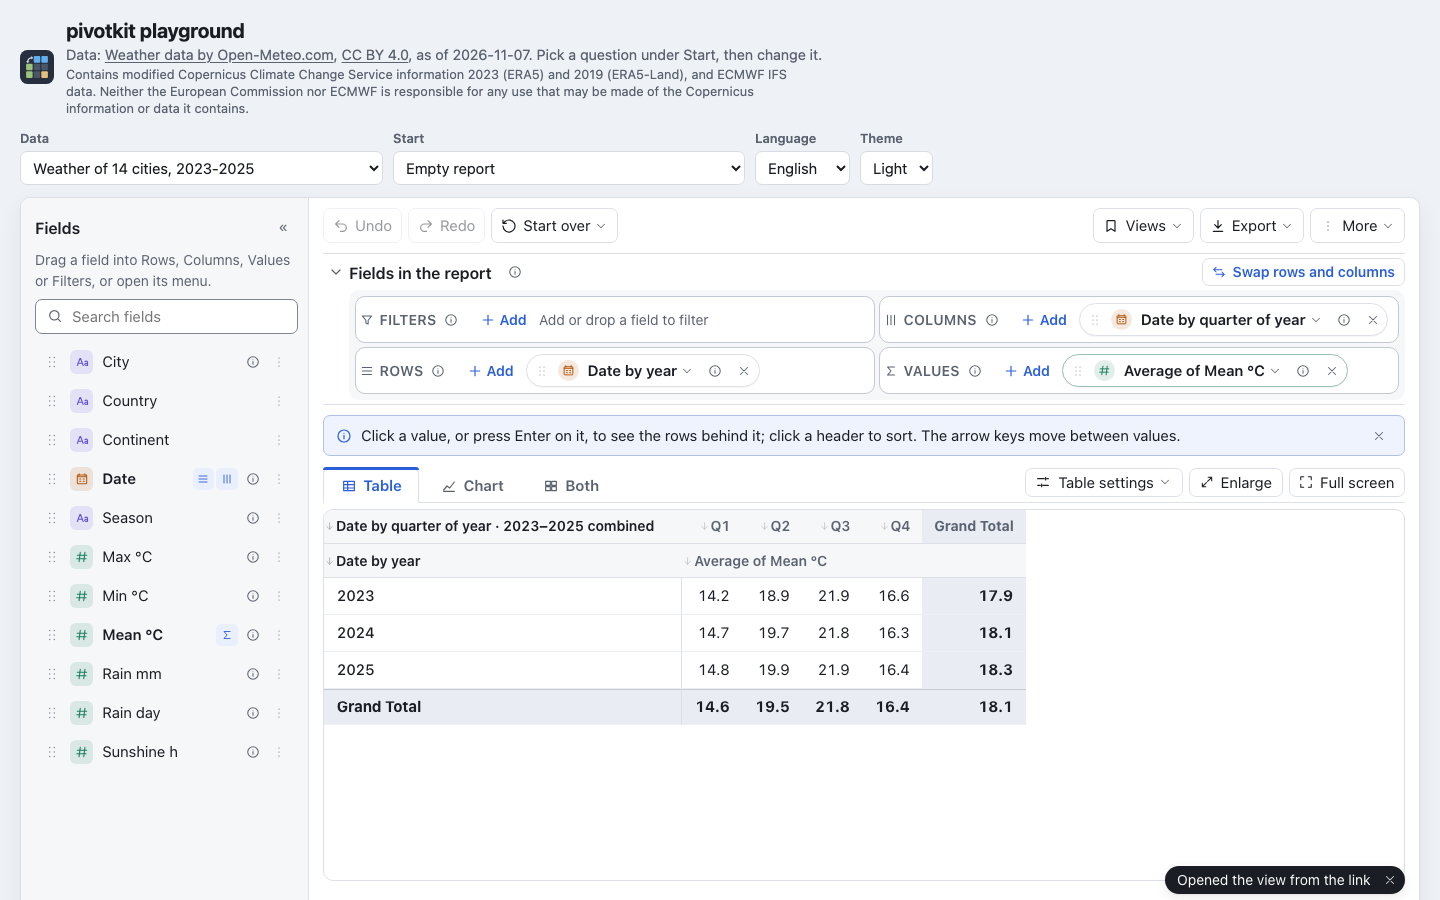 pivotkit playground
Data: Weather data by Open-Meteo.com, CC BY 4.0, as of 2026-11-07. Pick a question under Start, then change it.
Contains modified Copernicus Climate Change Service information 2023 (ERA5) and 2019 (ERA5-Land), and ECMWF IFS
data. Neither the European Commission nor ECMWF is responsible for any use that may be made of the Copernicus
information or data it contains.
Data Start Language Theme
Weather of 14 cities, 2023-2025 Empty report English Light
Fields «
Drag a field into Rows, Columns, Values
or Filters, or open its menu.
Search fields
Aa City
Aa Country
Aa Continent
Date
Aa Season
# Max °C
# Min °C
# Mean °C Σ
# Rain mm
# Rain day
# Sunshine h
Undo Redo Start over Views Export More
Fields in the report Swap rows and columns
FILTERS + Add Add or drop a field to filter
COLUMNS + Add Date by quarter of year
ROWS + Add Date by year
Σ VALUES + Add # Average of Mean °C
Click a value, or press Enter on it, to see the rows behind it; click a header to sort. The arrow keys move between values.
Table Chart Both Table settings Enlarge Full screen
↓ Date by quarter of year · 2023–2025 combined ↓ Q1 ↓ Q2 ↓ Q3 ↓ Q4 Grand Total
↓ Date by year ↓ Average of Mean °C
2023 14.2 18.9 21.9 16.6 17.9
2024 14.7 19.7 21.8 16.3 18.1
2025 14.8 19.9 21.9 16.4 18.3
Grand Total 14.6 19.5 21.8 16.4 18.1
Opened the view from the link